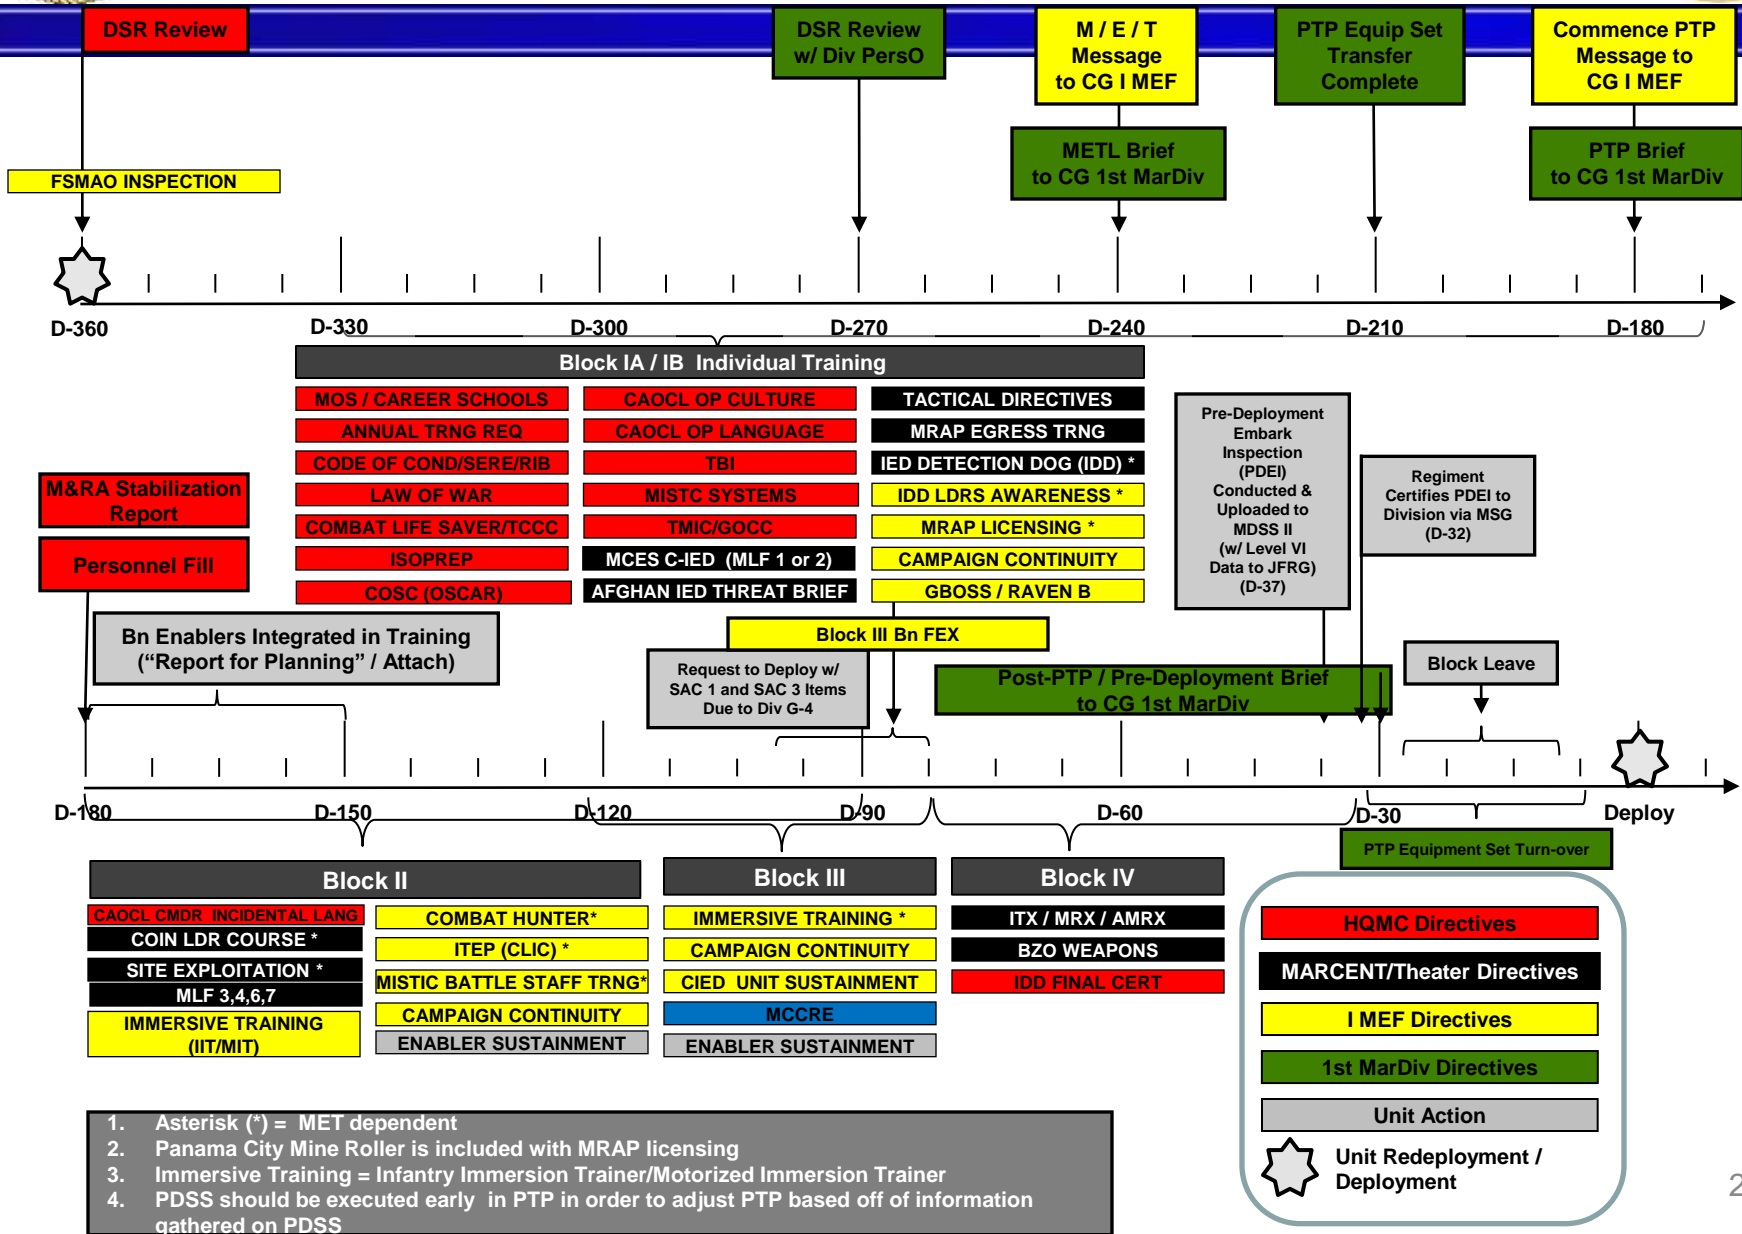 DSR Review
DSR Review
w/ Div PersO
M / E / T
Message
to CG I MEF
PTP Equip Set
Transfer
Complete
Commence PTP
Message to
CG I MEF
METL Brief
to CG 1st MarDiv
PTP Brief
to CG 1st MarDiv
FSMAO INSPECTION
D-360
D-330
D-300
D-270
D-240
D-210
D-180
Block IA / IB Individual Training
MOS / CAREER SCHOOLS
ANNUAL TRNG REQ
CODE OF COND/SERE/RIB
LAW OF WAR
COMBAT LIFE SAVER/TCCC
ISOPREP
COSC (OSCAR)
CAOCL OP CULTURE
CAOCL OP LANGUAGE
TBI
MISTC SYSTEMS
TMIC/GOCC
MCES C-IED (MLF 1 or 2)
AFGHAN IED THREAT BRIEF
TACTICAL DIRECTIVES
MRAP EGRESS TRNG
IED DETECTION DOG (IDD) *
IDD LDRS AWARENESS *
MRAP LICENSING *
CAMPAIGN CONTINUITY
GBOSS / RAVEN B
Pre-Deployment
Embark
Inspection
(PDEI)
Conducted &
Uploaded to
MDSS II
(w/ Level VI
Data to JFRG)
(D-37)
Regiment
Certifies PDEI to
Division via MSG
(D-32)
M&RA Stabilization
Report
Personnel Fill
Bn Enablers Integrated in Training
(“Report for Planning” / Attach)
Block III Bn FEX
Request to Deploy w/
SAC 1 and SAC 3 Items
Due to Div G-4
Post-PTP / Pre-Deployment Brief
to CG 1st MarDiv
Block Leave
D-180
D-150
D-120
D-90
D-60
D-30
Deploy
PTP Equipment Set Turn-over
Block II
CAOCL CMDR INCIDENTAL LANG
COIN LDR COURSE *
SITE EXPLOITATION *
MLF 3,4,6,7
IMMERSIVE TRAINING
(IIT/MIT)
COMBAT HUNTER*
ITEP (CLIC) *
MISTIC BATTLE STAFF TRNG*
CAMPAIGN CONTINUITY
ENABLER SUSTAINMENT
Block III
IMMERSIVE TRAINING *
CAMPAIGN CONTINUITY
CIED UNIT SUSTAINMENT
MCCRE
ENABLER SUSTAINMENT
Block IV
ITX / MRX / AMRX
BZO WEAPONS
IDD FINAL CERT
HQMC Directives
MARCENT/Theater Directives
I MEF Directives
1st MarDiv Directives
Unit Action
Unit Redeployment /
Deployment
1. Asterisk (*) = MET dependent
2. Panama City Mine Roller is included with MRAP licensing
3. Immersive Training = Infantry Immersion Trainer/Motorized Immersion Trainer
4. PDSS should be executed early in PTP in order to adjust PTP based off of information
gathered on PDSS
2